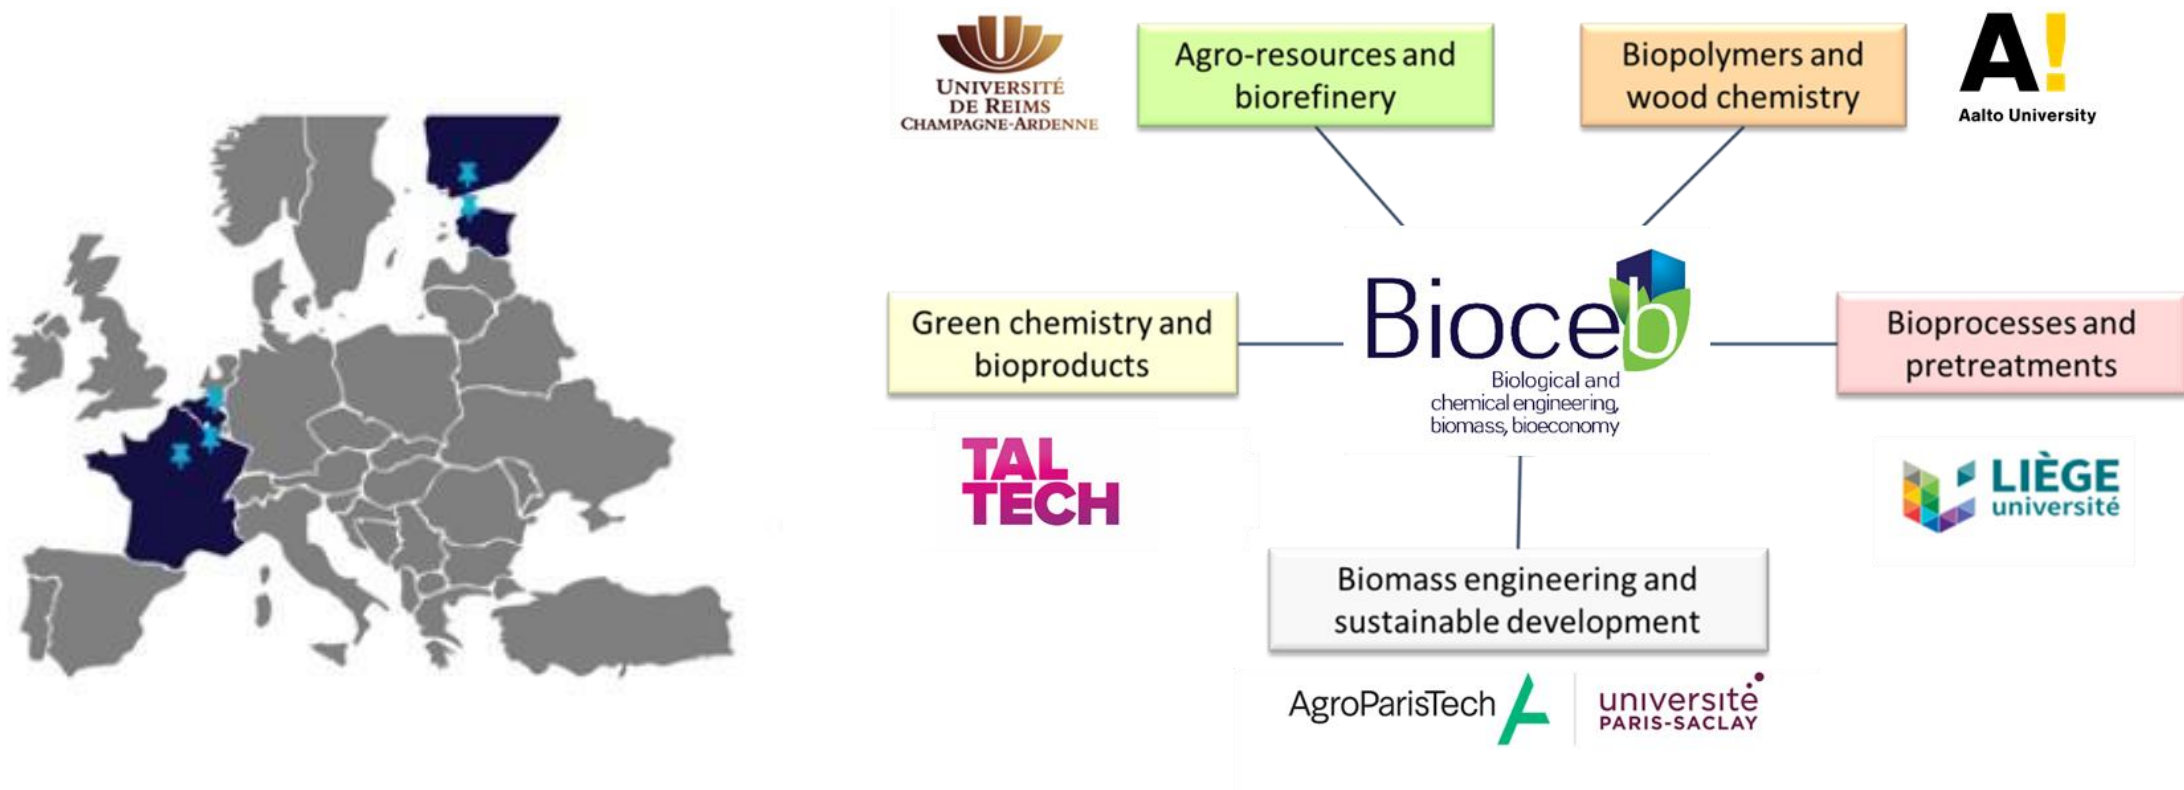 UNIVERSITÉ
DE REIMS
CHAMPAGNE-ARDENNE
Agro-resources and
biorefinery
Biopolymers and
wood chemistry
A!
Aalto University
Green chemistry and
bioproducts
Bioceb
Biological and
chemical engineering,
biomass, bioeconomy
Bioprocesses and
pretreatments
TAL
TECH
LIÈGE
université
Biomass engineering and
sustainable development
AgroParisTech
université
PARIS-SACLAY